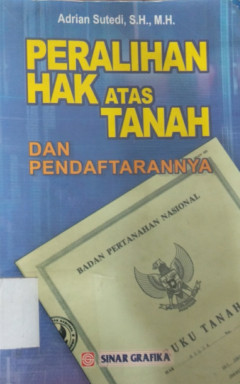 Adrian Sutedi, S.H., M.H.
PERALIHAN
HAK ATAS
TANAH
DAN
PENDAFTARANNYA
BADAN PERTANAHAN NASIONAL
BUKU TANAH
SINAR GRAFIKA